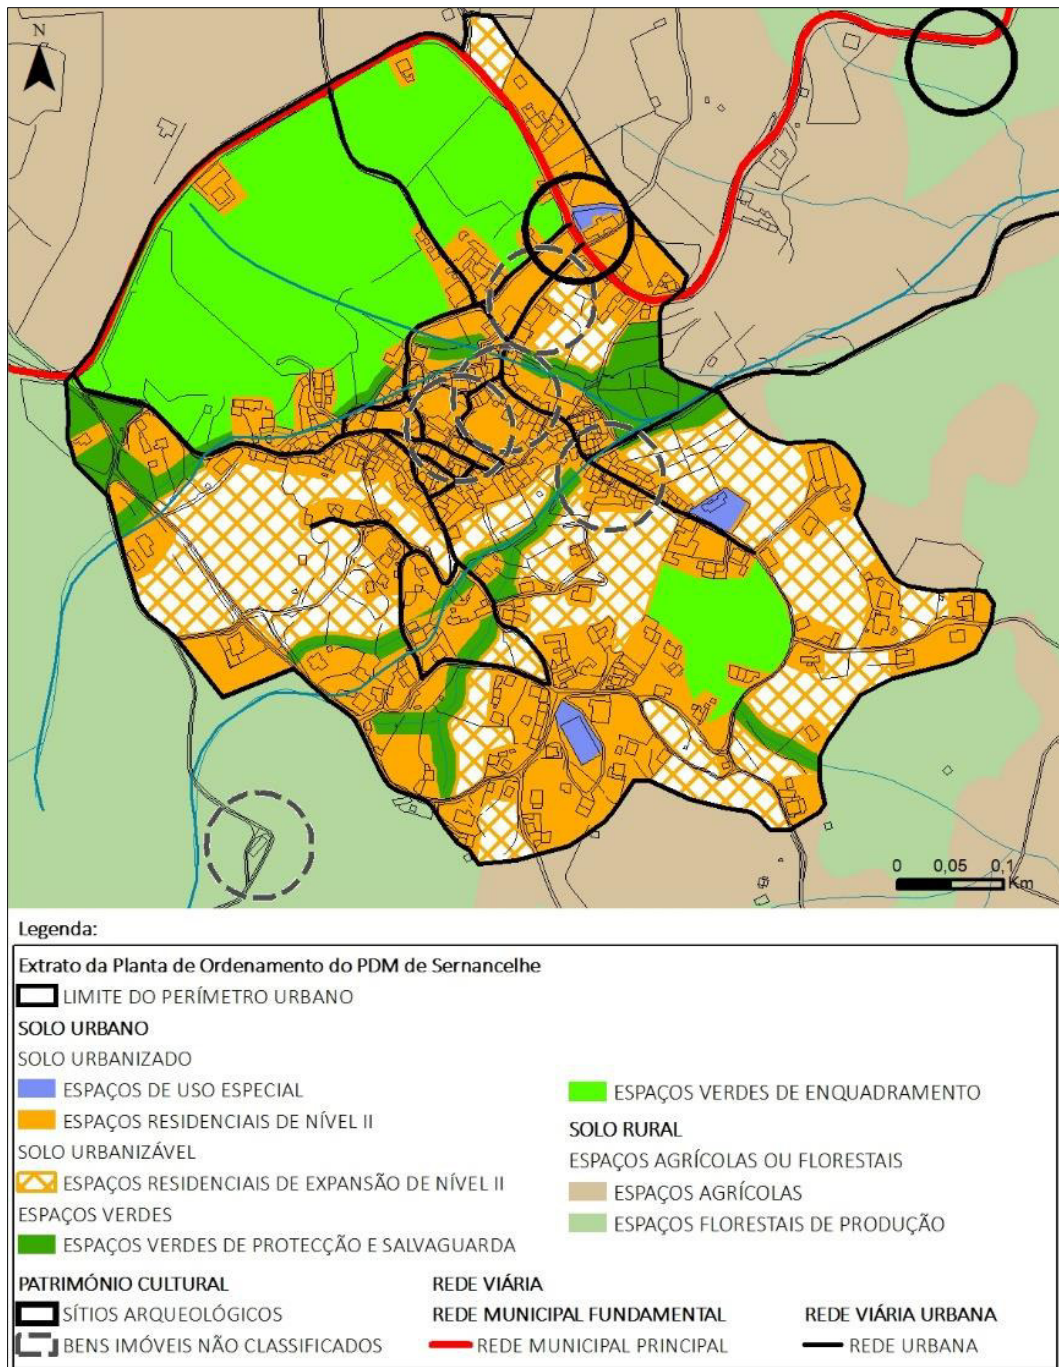 N
0 0,05 0,1
Km
Legenda:
Extrato da Planta de Ordenamento do PDM de Sernancelhe
LIMITE DO PERÍMETRO URBANO
SOLO URBANO
SOLO URBANIZADO
ESPAÇOS DE USO ESPECIAL
ESPAÇOS RESIDENCIAIS DE NÍVEL II
SOLO URBANIZÁVEL
ESPAÇOS RESIDENCIAIS DE EXPANSÃO DE NÍVEL II
ESPAÇOS VERDES
ESPAÇOS VERDES DE PROTECÇÃO E SALVAGUARDA
ESPAÇOS VERDES DE ENQUADRAMENTO
SOLO RURAL
ESPAÇOS AGRÍCOLAS OU FLORESTAIS
ESPAÇOS AGRÍCOLAS
ESPAÇOS FLORESTAIS DE PRODUÇÃO
PATRIMÓNIO CULTURAL
SÍTIOS ARQUEOLÓGICOS
BENS IMÓVEIS NÃO CLASSIFICADOS
REDE VIÁRIA
REDE MUNICIPAL FUNDAMENTAL
REDE MUNICIPAL PRINCIPAL
REDE VIÁRIA URBANA
REDE URBANA